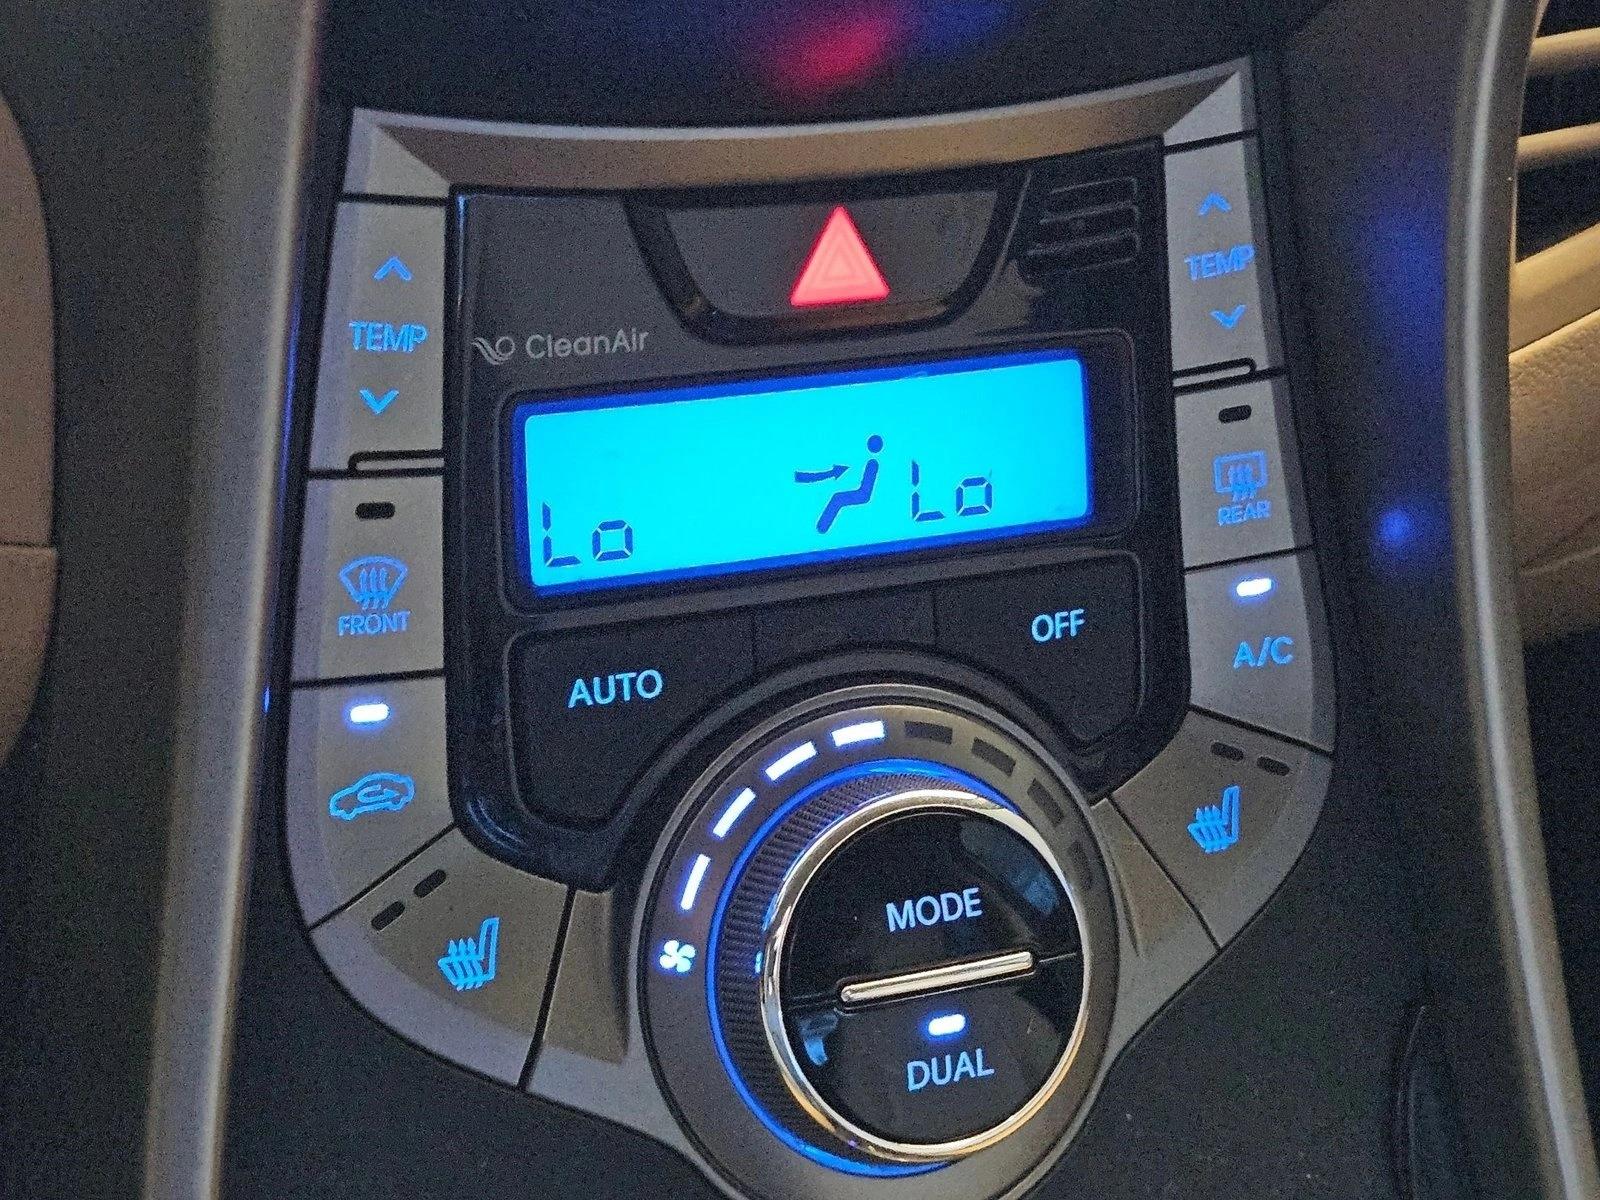 TEMP
TEMP
CleanAir
Lo
Lo
REAR
FRONT
AUTO
OFF
A/C
MODE
DUAL